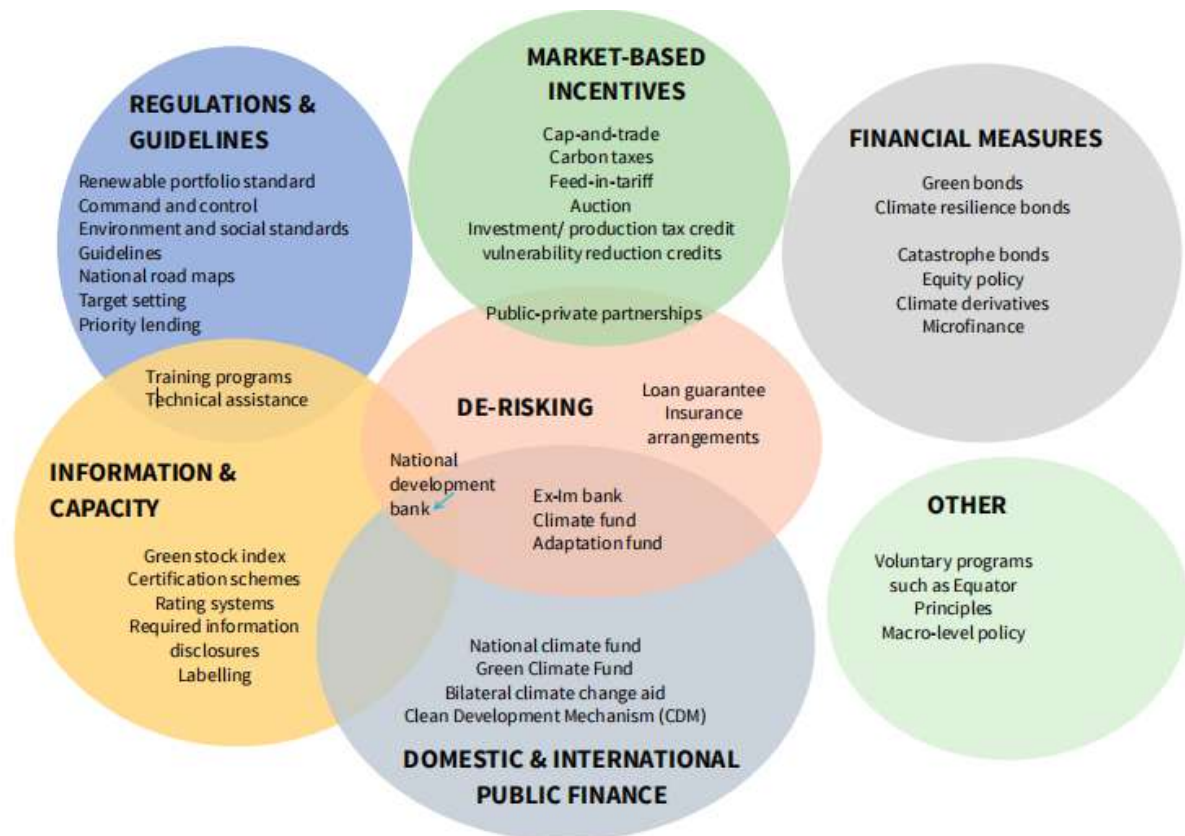 REGULATIONS &
GUIDELINES
Renewable portfolio standard
Command and control
Environment and social standards
Guidelines
National road maps
Target setting
Priority lending
MARKET-BASED
INCENTIVES
Cap-and-trade
Carbon taxes
Feed-in-tariff
Auction
Investment/ production tax credit
vulnerability reduction credits
Public-private partnerships
FINANCIAL MEASURES
Green bonds
Climate resilience bonds
Catastrophe bonds
Equity policy
Climate derivatives
Microfinance
Training programs
Technical assistance
DE-RISKING
Loan guarantee
Insurance
arrangements
INFORMATION &
CAPACITY
Green stock index
Certification schemes
Rating systems
Required information
disclosures
Labelling
National
development
bank
Ex-Im bank
Climate fund
Adaptation fund
OTHER
Voluntary programs
such as Equator
Principles
Macro-level policy
National climate fund
Green Climate Fund
Bilateral climate change aid
Clean Development Mechanism (CDM)
DOMESTIC & INTERNATIONAL
PUBLIC FINANCE